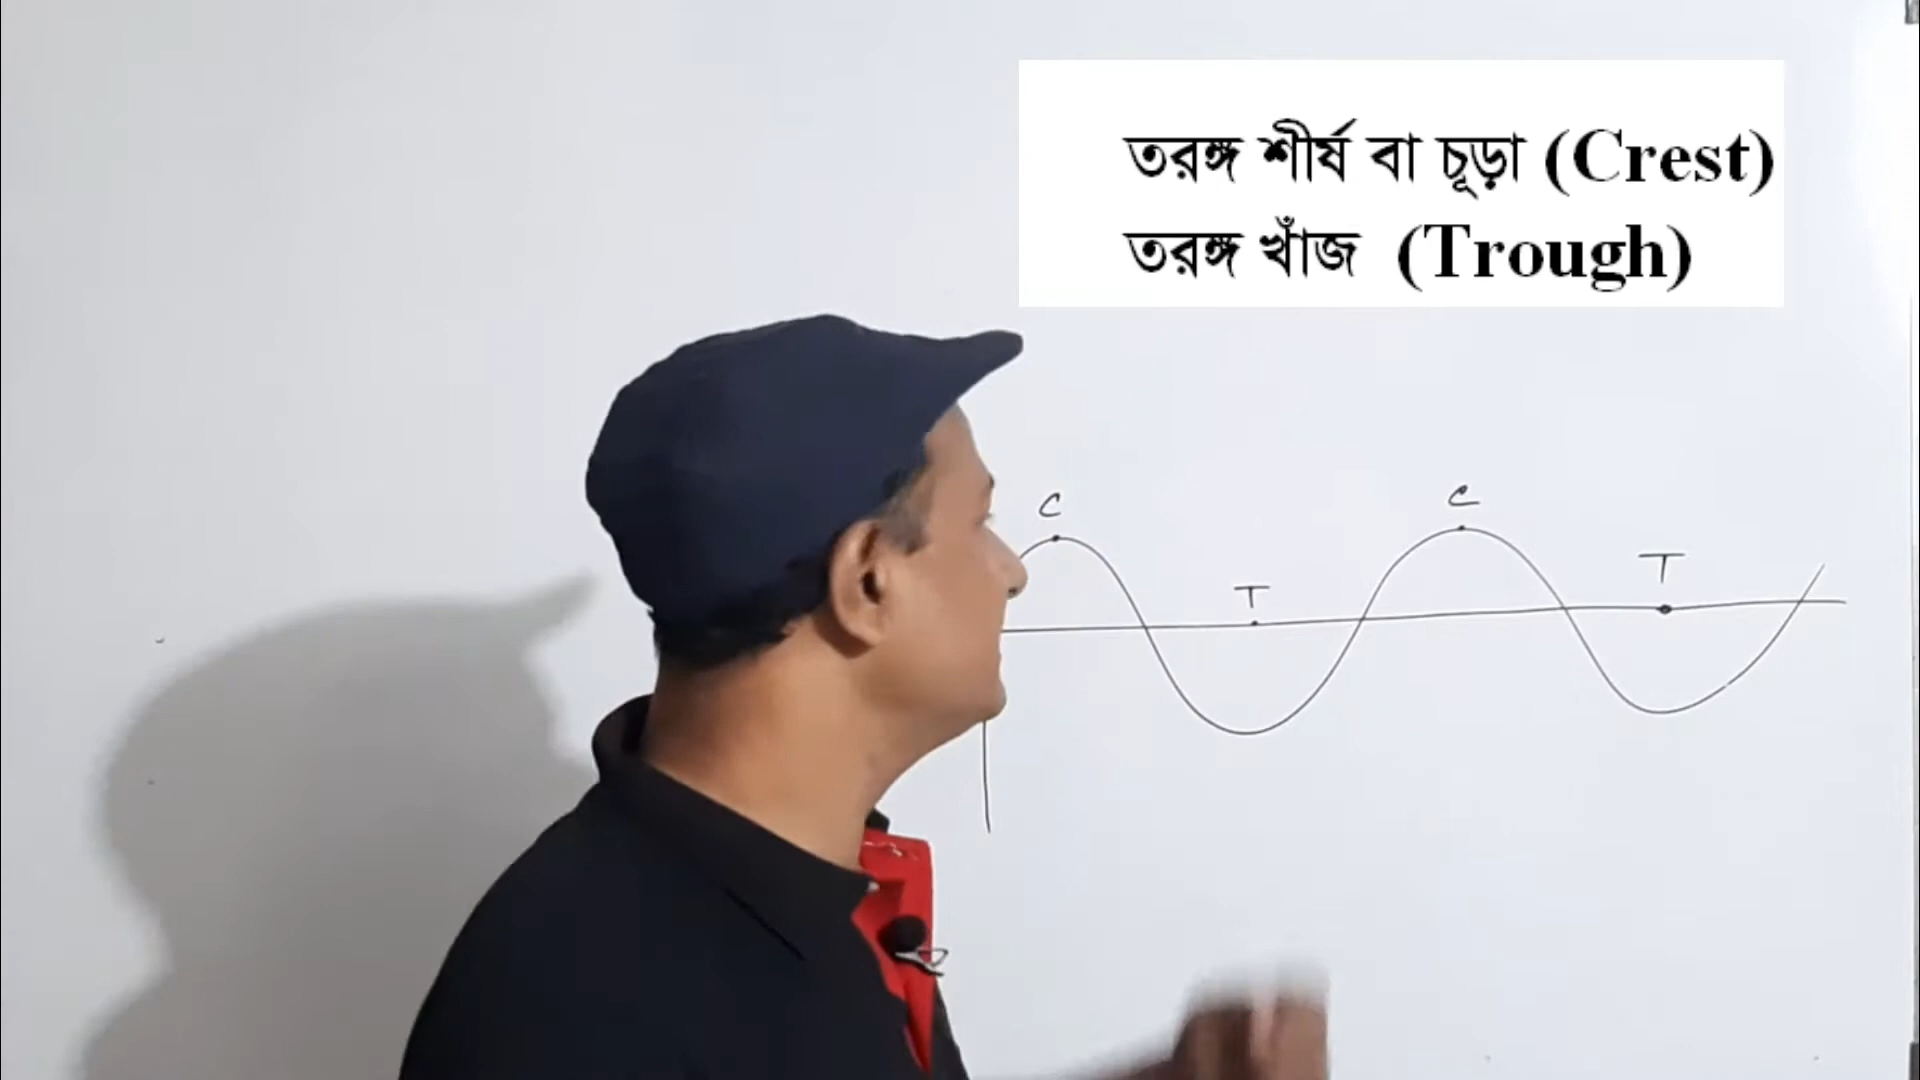 তরঙ্গ শীর্ষ বা চূড়া (Crest)
তরঙ্গ খাঁজ (Trough)
C
C
T
T